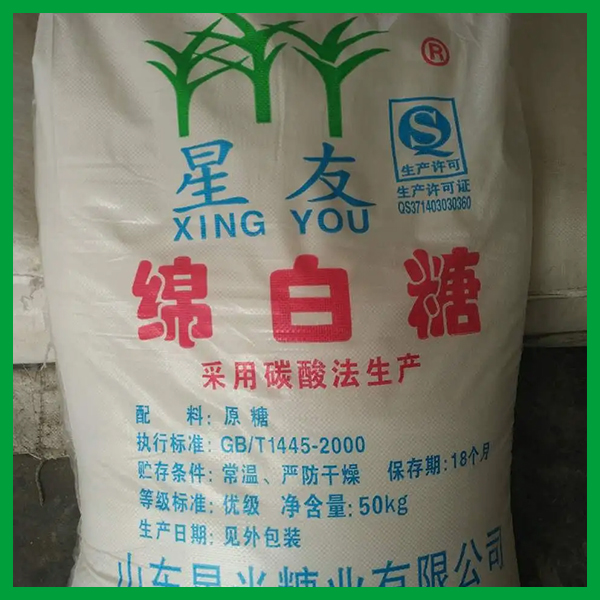 ®
QS
生产许可
生产许可证
QS371403030360
星友
XING YOU
绵白糖
采用碳酸法生产
配 料：原糖
执行标准：GB/T1445-2000
贮存条件：常温、严防干燥 保存期：18个月
等级标准：优级 净含量：50kg
生产日期：见外包装
山东星光糖业有限公司